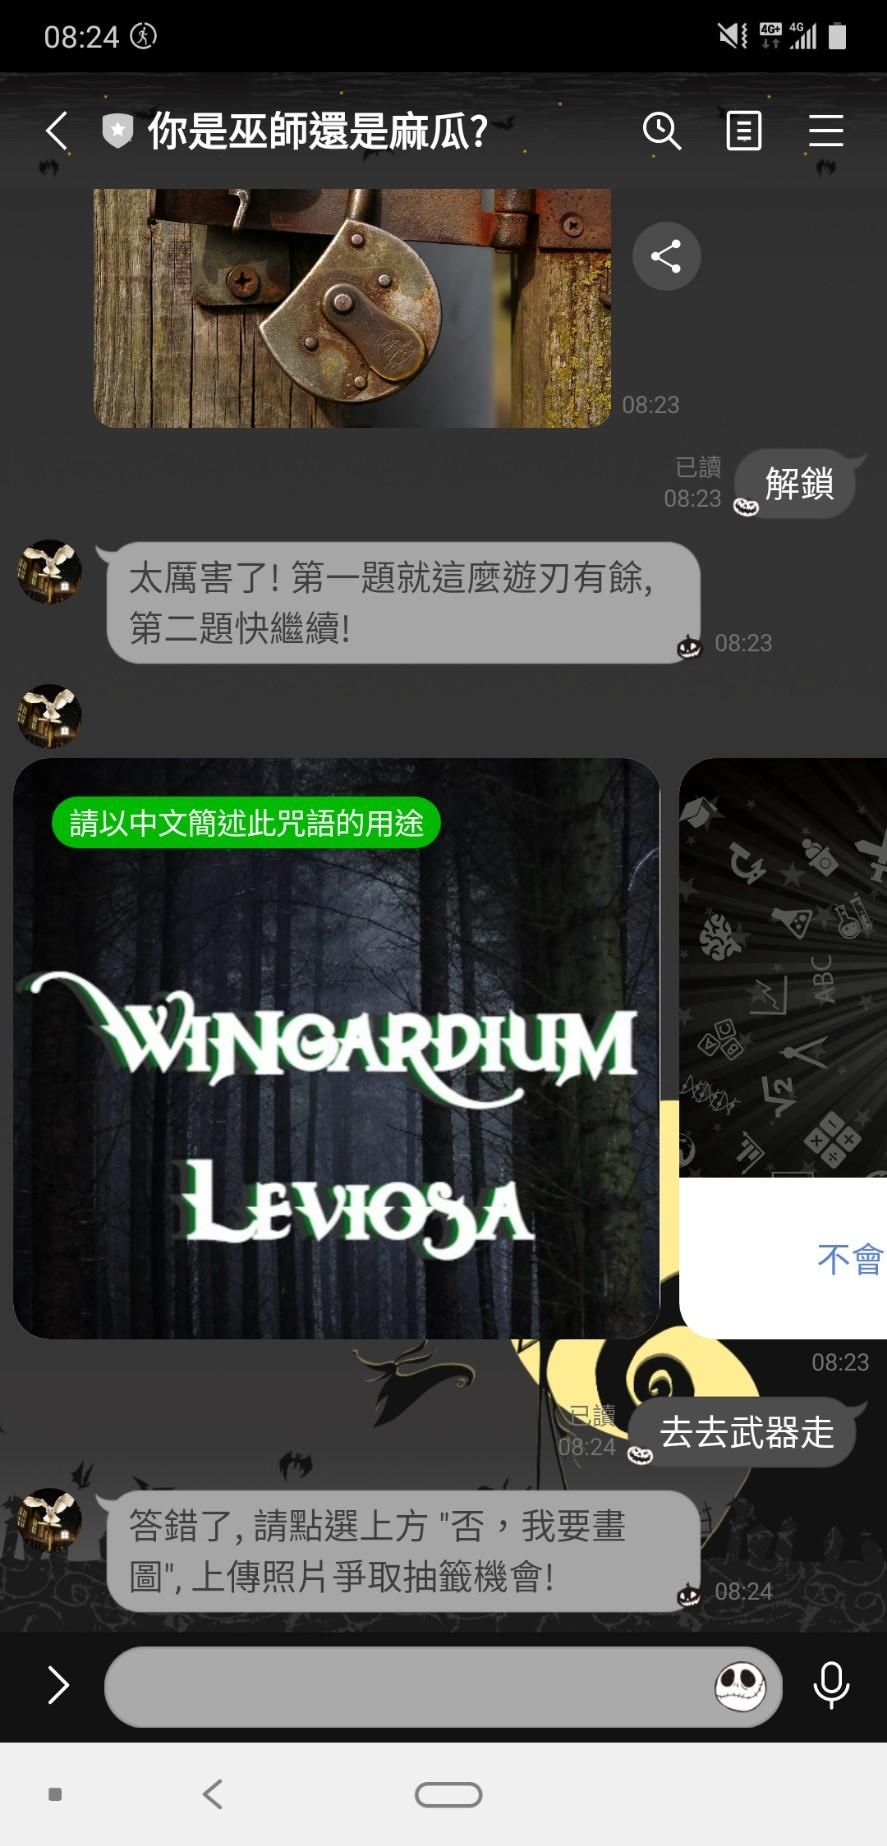 08:24
4G+
4G
你是巫師還是麻瓜?
08:23
已讀
08:23
解鎖
太厲害了! 第一題就這麼遊刃有餘,
第二題快繼續!
08:23
請以中文簡述此咒語的用途
WINGARDIUM
LEVIOSA
ABC
√2
不會
08:23
已讀
08:24
去去武器走
答錯了, 請點選上方 "否，我要畫
圖", 上傳照片爭取抽籤機會!
08:24